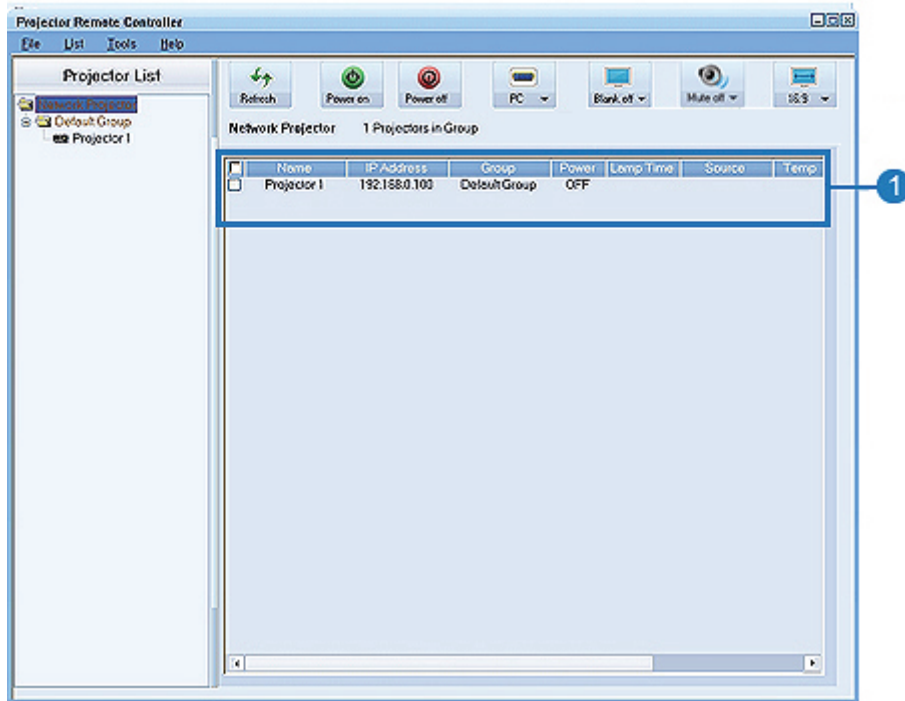 Projector Remote Controller
File List Tools Help
Projector List
Network Projector
Default Group
Projector 1
Refresh Power on Power off PC Blank off Mute off 16:9
Network Projector 1 Projectors in Group
Name IP Address Group Power Lamp Time Source Temp
Projector 1 192.168.0.100 Default Group OFF
1